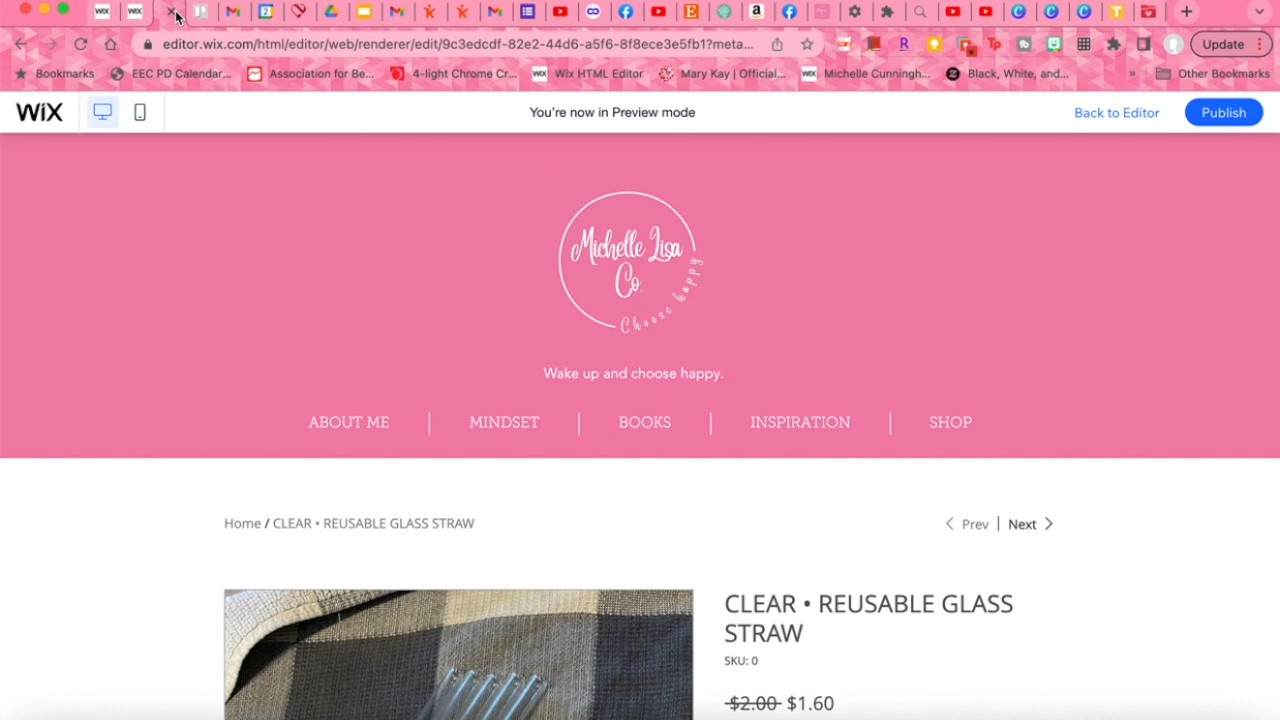 editor.wix.com/html/editor/web/renderer/edit/9c3edcdf-82e2-44d6-a5f6-8f8ece3e5fb1?meta...
Update
Bookmarks
EEC PD Calendar...
Association for Be...
4-light Chrome Cr...
Wix HTML Editor
Mary Kay | Official...
Michelle Cunningh...
Black, White, and...
»
Other Bookmarks
WiX
You're now in Preview mode
Back to Editor
Publish
Michelle Lisa
Co.
Choose happy
Wake up and choose happy.
ABOUT ME | MINDSET | BOOKS | INSPIRATION | SHOP
Home / CLEAR • REUSABLE GLASS STRAW
Prev | Next
CLEAR • REUSABLE GLASS
STRAW
SKU: 0
$2.00 $1.60